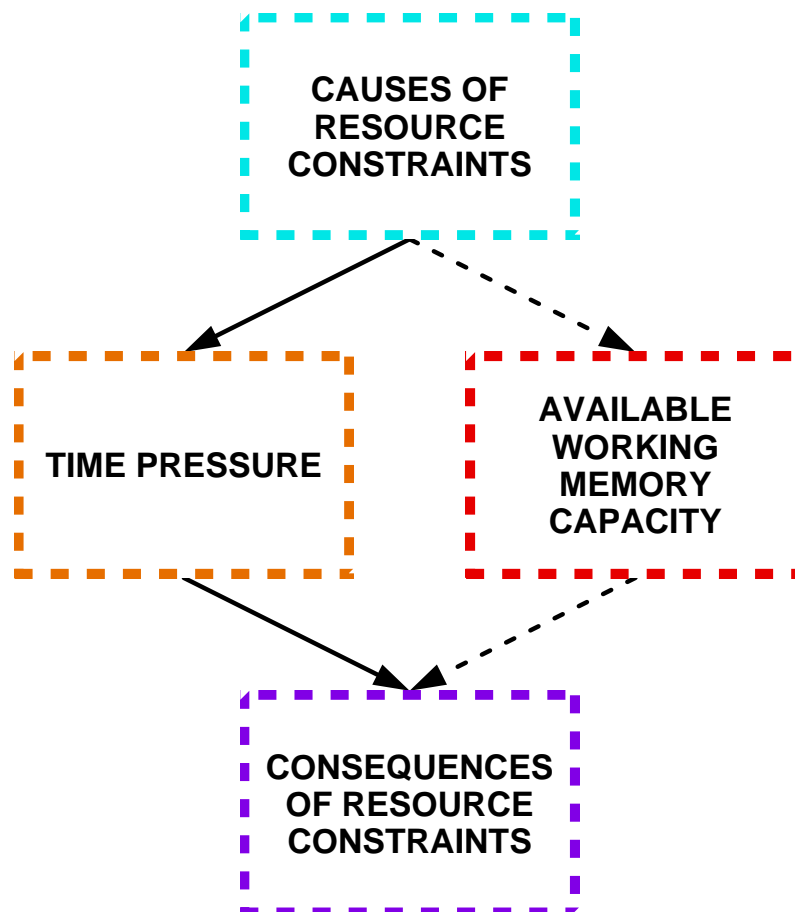 CAUSES OF
RESOURCE
CONSTRAINTS
TIME PRESSURE
AVAILABLE
WORKING
MEMORY
CAPACITY
CONSEQUENCES
OF RESOURCE
CONSTRAINTS